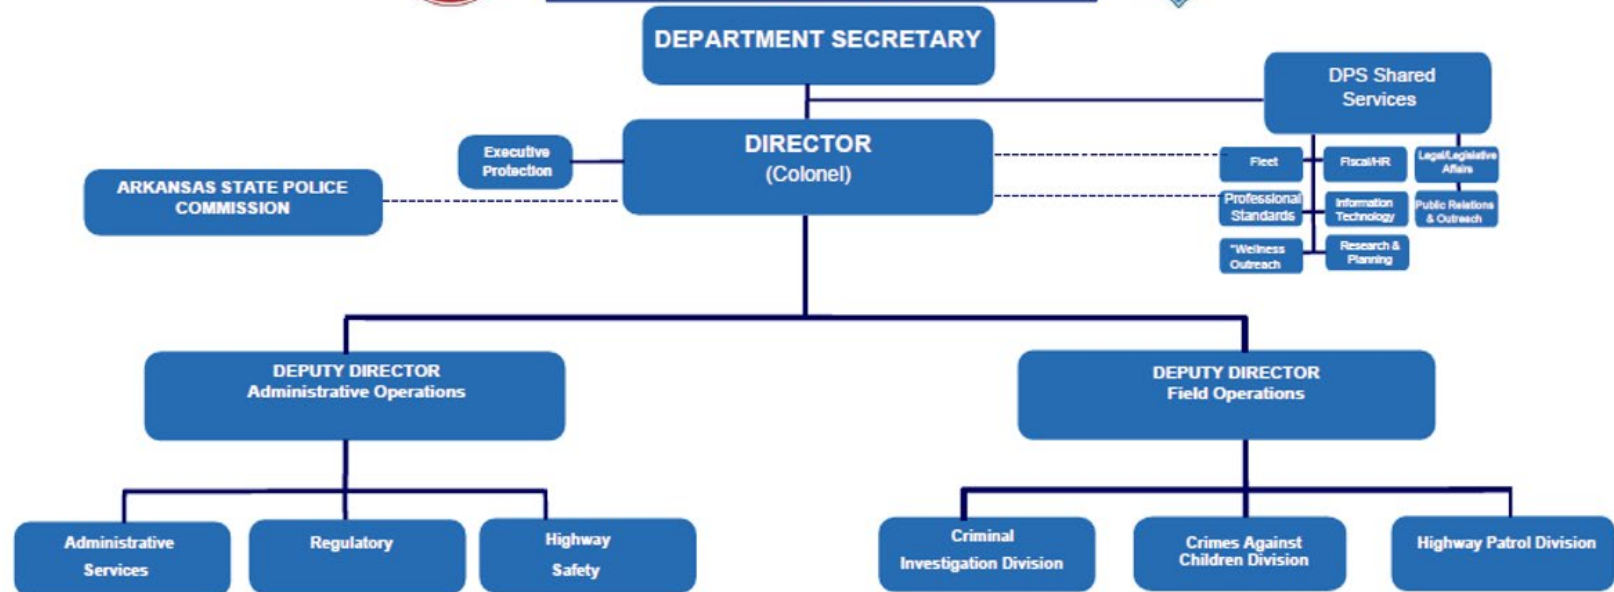 DEPARTMENT SECRETARY
DPS Shared
Services
DIRECTOR
(Colonel)
Executive
Protection
ARKANSAS STATE POLICE
COMMISSION
Fleet
Fiscal/HR
Legal/Legislative
Affairs
Professional
Standards
Information
Technology
Public Relations
& Outreach
"Wellness
Outreach
Research &
Planning
DEPUTY DIRECTOR
Administrative Operations
DEPUTY DIRECTOR
Field Operations
Administrative
Services
Regulatory
Highway
Safety
Criminal
Investigation Division
Crimes Against
Children Division
Highway Patrol Division